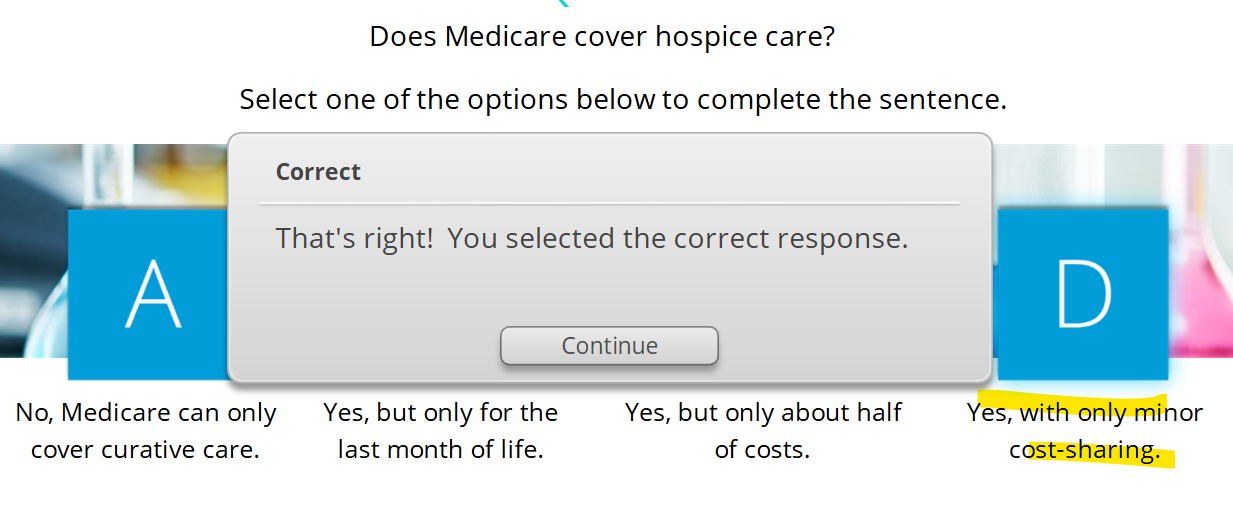 Does Medicare cover hospice care?
Select one of the options below to complete the sentence.
Correct
That's right!  You selected the correct response.
Continue
A
D
No, Medicare can only
cover curative care.
Yes, but only for the
last month of life.
Yes, but only about half
of costs.
Yes, with only minor
cost-sharing.